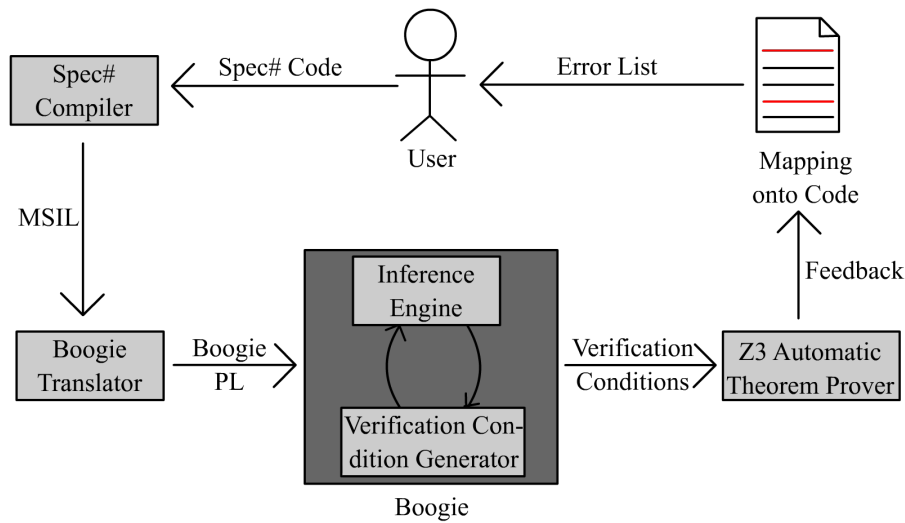 Spec#
Compiler
Spec# Code
User
Error List
Mapping
onto Code
MSIL
Feedback
Boogie
Translator
Boogie
PL
Inference
Engine
Verification Con-
dition Generator
Boogie
Verification
Conditions
Z3 Automatic
Theorem Prover